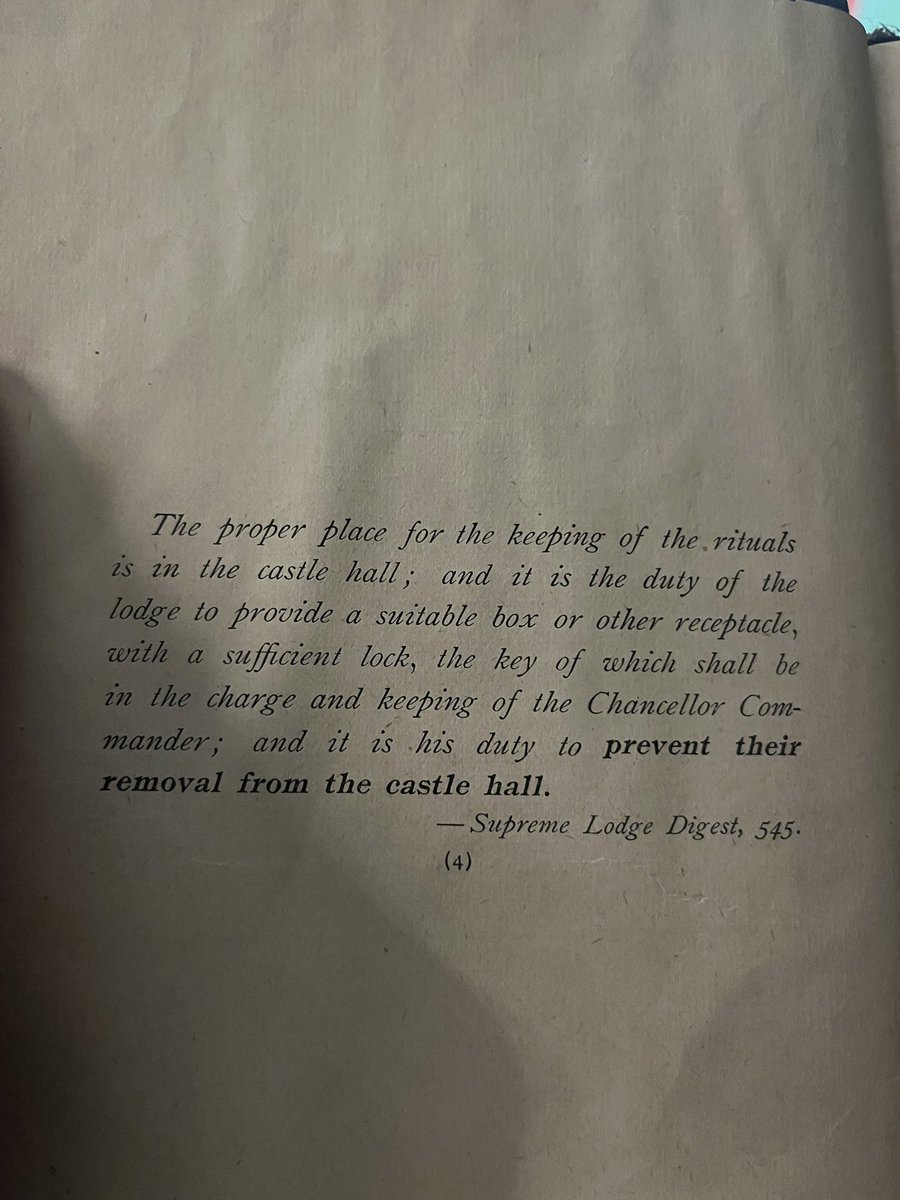 The proper place for the keeping of the rituals
is in the castle hall; and it is the duty of the
lodge to provide a suitable box or other receptacle,
with a sufficient lock, the key of which shall be
in the charge and keeping of the Chancellor Com-
mander; and it is his duty to prevent their
removal from the castle hall.
—Supreme Lodge Digest, 545.
(4)